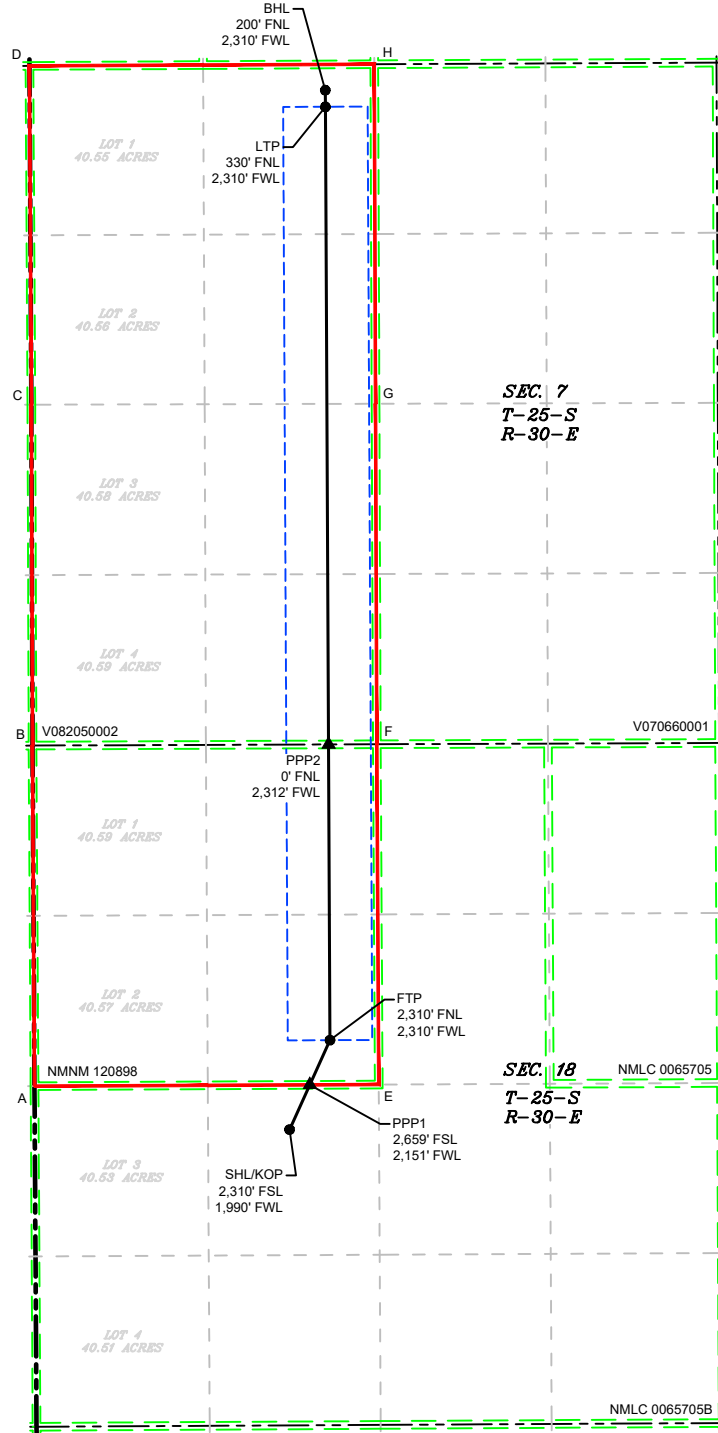 BHL
200' FNL
2,310' FWL
D
H
LOT 1
40.55 ACRES
LTP
330' FNL
2,310' FWL
LOT 2
40.56 ACRES
C
G
SEC. 7
T-25-S
R-30-E
LOT 3
40.58 ACRES
LOT 4
40.59 ACRES
B
V082050002
F
V070660001
PPP2
0' FNL
2,312' FWL
LOT 1
40.59 ACRES
LOT 2
40.57 ACRES
FTP
2,310' FNL
2,310' FWL
NMNM 120898
SEC. 18
T-25-S
R-30-E
NMLC 0065705
A
E
PPP1
2,659' FSL
2,151' FWL
LOT 3
40.53 ACRES
SHL/KOP
2,310' FSL
1,990' FWL
LOT 4
40.51 ACRES
NMLC 0065705B